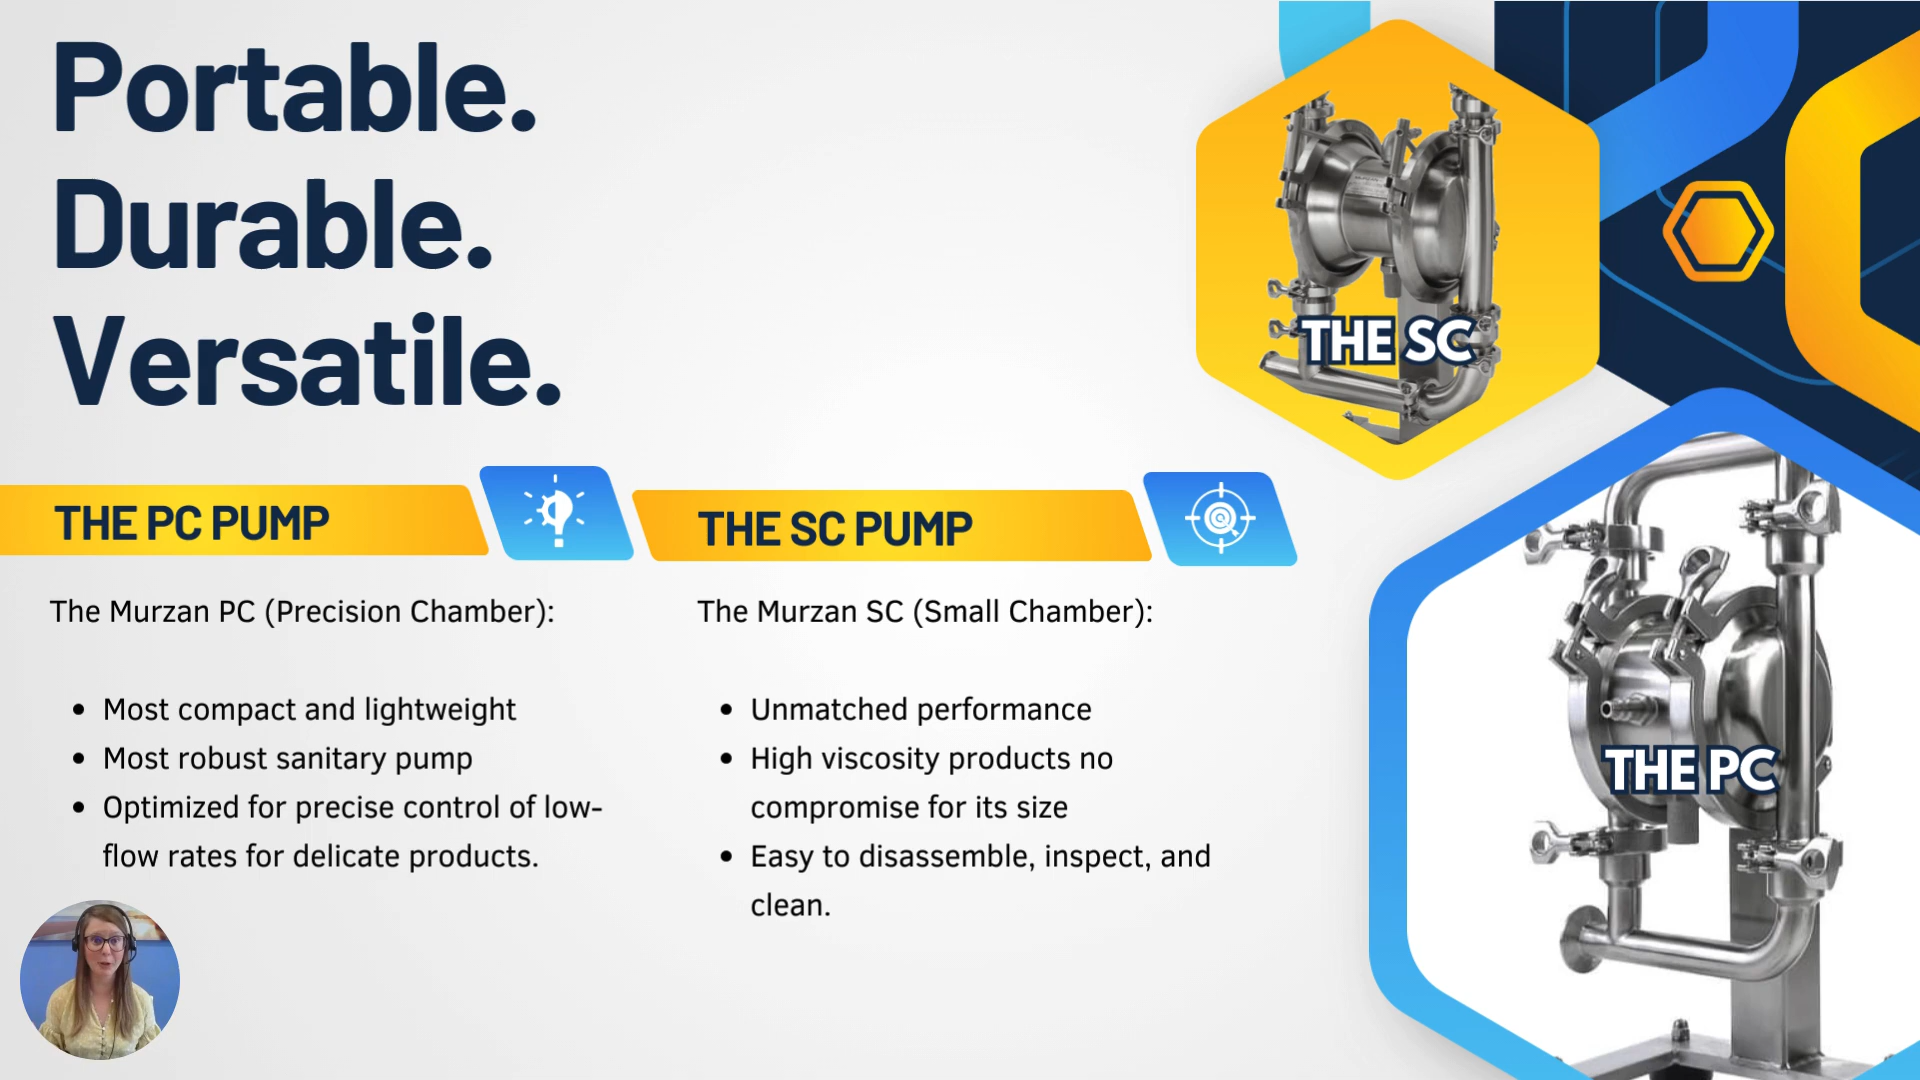 Portable.
Durable.
Versatile.
THE SC
THE PC PUMP
THE SC PUMP
The Murzan PC (Precision Chamber):
• Most compact and lightweight
• Most robust sanitary pump
• Optimized for precise control of low-
flow rates for delicate products.
The Murzan SC (Small Chamber):
• Unmatched performance
• High viscosity products no
compromise for its size
• Easy to disassemble, inspect, and
clean.
THE PC